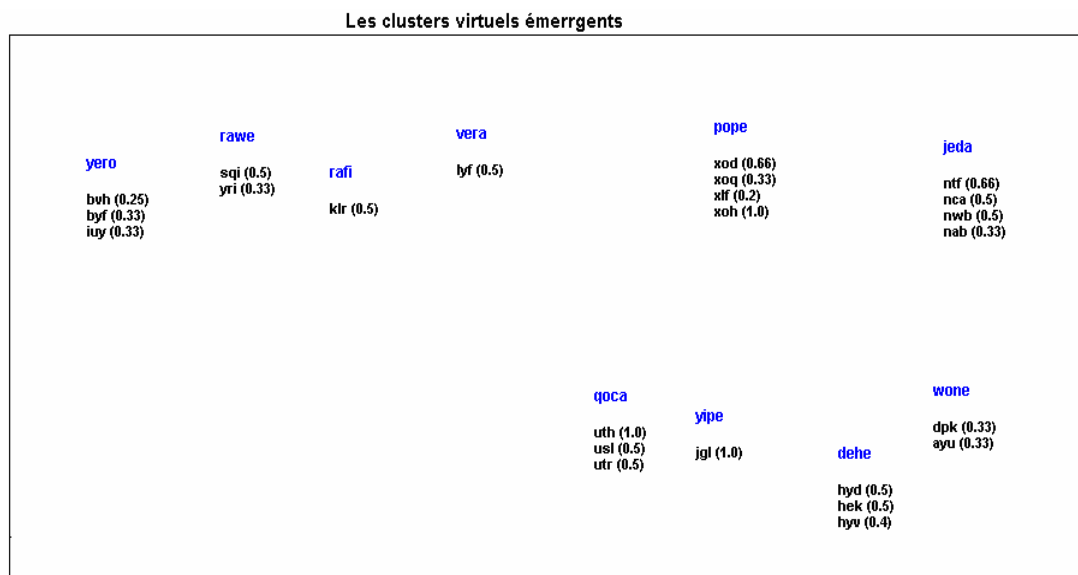 Les clusters virtuels émerrgents
yero
bvh (0.25)
byf (0.33)
iuy (0.33)
rawe
sqi (0.5)
yri (0.33)
rafi
klr (0.5)
vera
lyf (0.5)
pope
xod (0.66)
xoq (0.33)
xlf (0.2)
xoh (1.0)
jeda
ntf (0.66)
nca (0.5)
nwb (0.5)
nab (0.33)
qoca
uth (1.0)
usl (0.5)
utr (0.5)
yipe
jgl (1.0)
dehe
hyd (0.5)
hek (0.5)
hyv (0.4)
wone
dpk (0.33)
ayu (0.33)